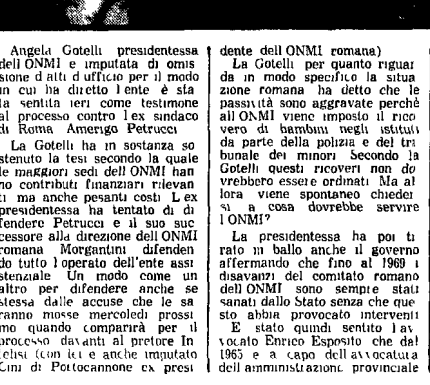 Angela Gotelli presidentessa
dell ONMI e imputata di omis
sione d atti d ufficio per il modo
in cui ha diretto l ente è sta
ta sentita ieri come testimone
al processo contro l ex sindaco
di Roma Amerigo Petrucci
La Gotelli ha in sostanza so
stenuto la tesi secondo la quale
le maggiori sedi dell ONMI han
no contributi finanziari rilevan
ti ma anche pesanti costi L ex
presidentessa ha tentato di di
fendere Petrucci e il suo suc
cessore alla direzione dell ONMI
romana Morgantini difenden
do tutto l operato dell'ente assi
stenziale Un modo come un
altro per difendere anche se
stessa dalle accuse che le sa
ranno mosse mercoledi prossi
mo quando comparirà per il
processo davanti al pretore In
felisi (con lei e anche imputato
Cini di Portocannone ex presi
dente dell ONMI romana)
La Gotelli per quanto riguar
da in modo specifico la situa
zione romana ha detto che le
passività sono aggravate perchè
all ONMI viene imposto il rico
vero di bambini negli istituti
da parte della polizia e del tri
bunale dei minori Secondo la
Gotelli questi ricoveri non do
vrebbero essere ordinati Ma al
lora viene spontaneo chieder
si a cosa dovrebbe servire
l ONMI?
La presidentessa ha poi ti
rato in ballo anche il governo
affermando che fino al 1969 i
disavanzi del comitato romano
dell ONMI sono sempre stati
sanati dallo Stato senza che que
sto abbia provocato interventi
E stato quindi sentito l av
vocato Enrico Esposito che dal
1965 e a capo dell avvocatura
dell amministrazione provinciale